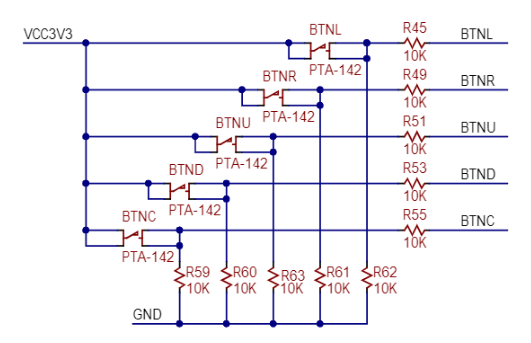 VCC3V3 BTNL R45 BTNL
PTA-142 10K
BTNR R49 BTNR
PTA-142 10K
BTNU R51 BTNU
PTA-142 10K
BTND R53 BTND
PTA-142 10K
BTNC R55 BTNC
PTA-142 10K
R59 R60 R63 R61 R62
10K 10K 10K 10K 10K
GND